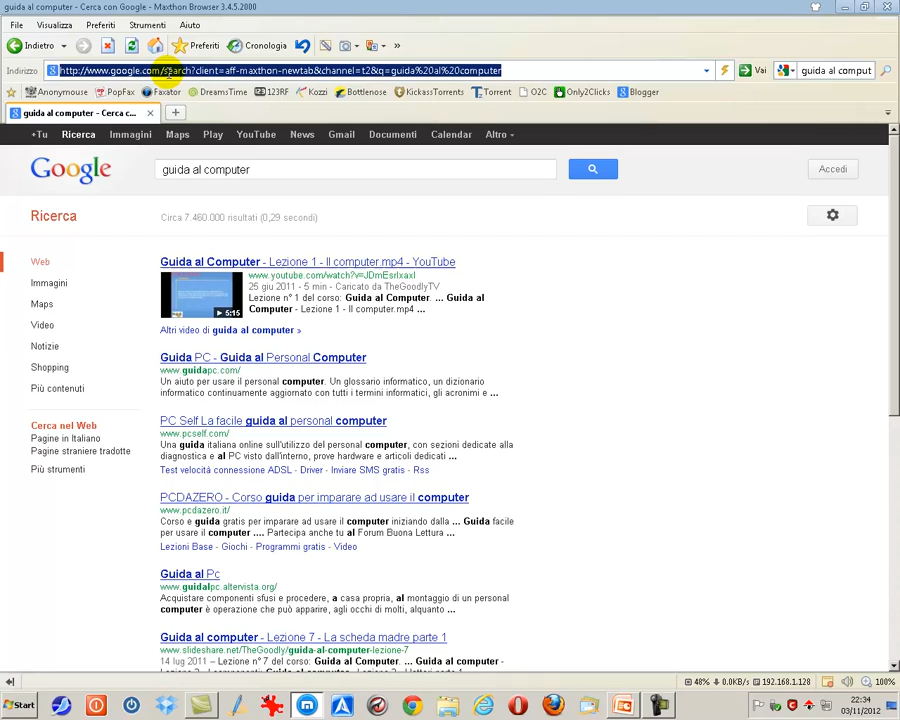 guida al computer - Cerca con Google - Maxthon Browser 3.4.5.2000
File Visualizza Preferiti Strumenti Aiuto
Indietro Preferiti Cronologia »
Indirizzo http://www.google.com/search?client=aff-maxthon-newtab&channel=t2&q=guida%20al%20computer Vai guida al comput
Anonymouse PopFax Faxator DreamsTime 123RF Kozzi Bottlenose KickassTorrents Torrent O2C Only2Clicks Blogger
guida al computer - Cerca c...
+Tu Ricerca Immagini Maps Play YouTube News Gmail Documenti Calendar Altro
Google guida al computer Accedi
Ricerca Circa 7.460.000 risultati (0,29 secondi)
Web
Immagini
Maps
Video
Notizie
Shopping
Più contenuti
Cerca nel Web
Pagine in Italiano
Pagine straniere tradotte
Più strumenti
Guida al Computer - Lezione 1 - Il computer.mp4 - YouTube
www.youtube.com/watch?v=JDmEsrIxaxI
25 giu 2011 - 5 min - Caricato da TheGoodlyTV
Lezione n° 1 del corso: Guida al Computer. ... Guida al
Computer - Lezione 1 - Il computer.mp4 ...
5:15
Altri video di guida al computer »
Guida PC - Guida al Personal Computer
www.guidapc.com/
Un aiuto per usare il personal computer. Un glossario informatico, un dizionario
informatico continuamente aggiornato con tutti i termini informatici, gli acronimi e ...
PC Self La facile guida al personal computer
www.pcself.com/
Una guida italiana online sull'utilizzo del personal computer, con sezioni dedicate alla
diagnostica e al PC visto dall'interno, prove hardware e articoli dedicati ...
Test velocità connessione ADSL - Driver - Inviare SMS gratis - Rss
PCDAZERO - Corso guida per imparare ad usare il computer
www.pcdazero.it/
Corso e guida gratis per imparare ad usare il computer iniziando dalla ... Guida facile
per usare il computer .... Partecipa anche tu al Forum Buona Lettura ...
Lezioni Base - Giochi - Programmi gratis - Video
Guida al Pc
www.guidalpc.altervista.org/
Acquistare componenti sfusi e procedere, a casa propria, al montaggio di un personal
computer è operazione che può apparire, agli occhi di molti, alquanto ...
Guida al computer - Lezione 7 - La scheda madre parte 1
www.slideshare.net/TheGoodly/guida-al-computer-lezione-7
14 lug 2011 – Lezione n° 7 del corso: Guida al Computer. ... Guida al computer -
48% 0.0KB/s 192.168.1.128 100%
Start 22:34
03/11/2012